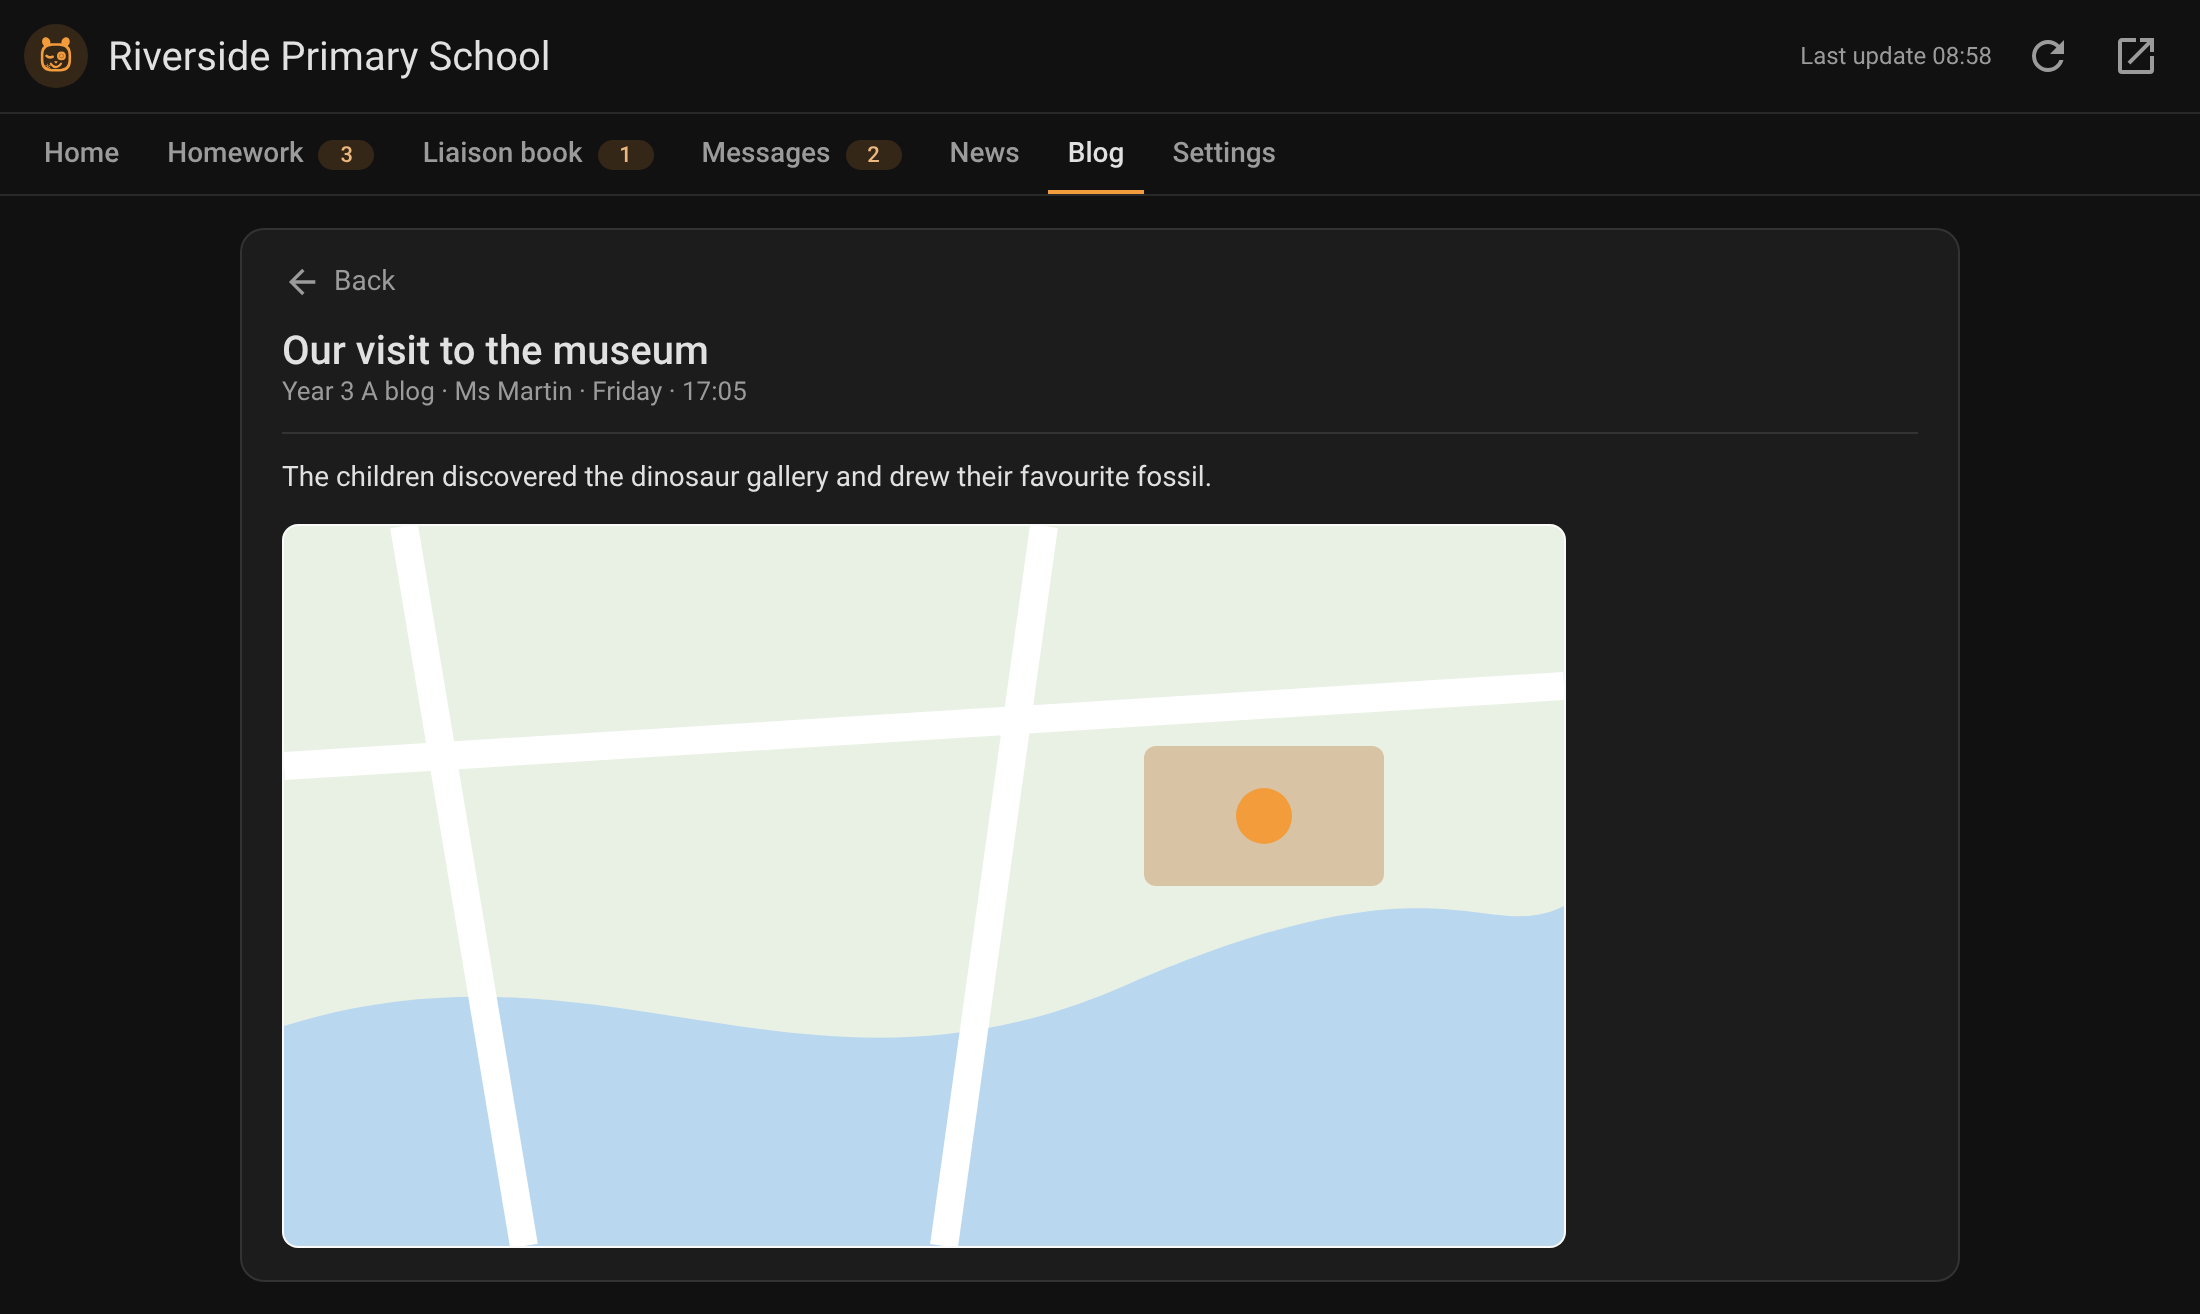 Riverside Primary School
Last update 08:58
Home Homework 3 Liaison book 1 Messages 2 News Blog Settings
Back
Our visit to the museum
Year 3 A blog · Ms Martin · Friday · 17:05
The children discovered the dinosaur gallery and drew their favourite fossil.